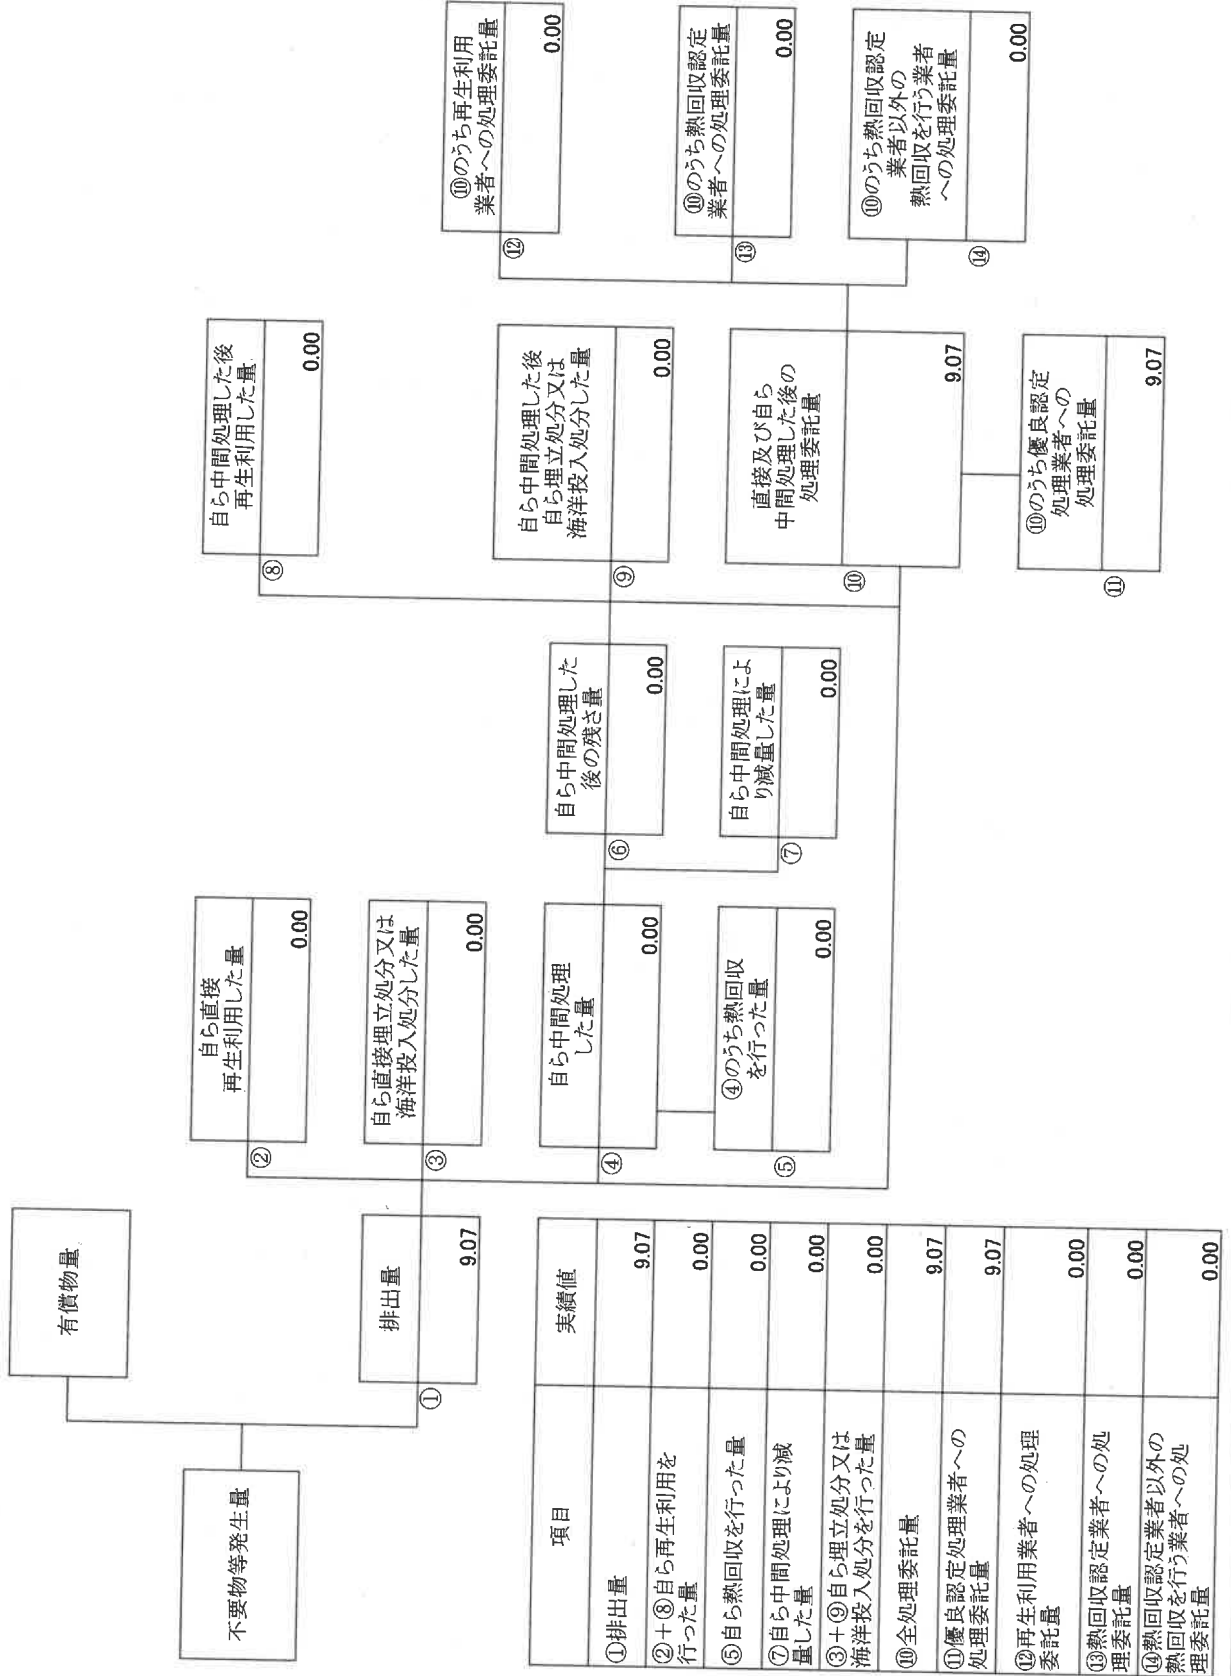 有償物量
不要物等発生量
排出量
①
9.07
自ら直接
再生利用した量
②
0.00
自ら直接埋立処分又は
海洋投入処分した量
③
0.00
自ら中間処理
した量
④
0.00
④のうち熱回収
を行った量
⑤
0.00
自ら中間処理した
後の残さ量
⑥
0.00
自ら中間処理によ
り減量した量
⑦
0.00
自ら中間処理した後
再生利用した量
⑧
0.00
自ら中間処理した後
自ら埋立処分又は
海洋投入処分した量
⑨
0.00
直接及び自ら
中間処理した後の
処理委託量
⑩
9.07
⑩のうち優良認定
処理業者への
処理委託量
⑪
9.07
⑩のうち再生利用
業者への処理委託量
⑫
0.00
⑩のうち熱回収認定
業者への処理委託量
⑬
0.00
⑩のうち熱回収認定
業者以外の
熱回収を行う業者
への処理委託量
⑭
0.00
項目 実績値
①排出量 9.07
②+⑧自ら再生利用を
行った量 0.00
⑤自ら熱回収を行った量 0.00
⑦自ら中間処理により減
量した量 0.00
③+⑨自ら埋立処分又は
海洋投入処分を行った量 0.00
⑩全処理委託量 9.07
⑪優良認定処理業者への
処理委託量 9.07
⑫再生利用業者への処理
委託量 0.00
⑬熱回収認定業者への処
理委託量 0.00
⑭熱回収認定業者以外の
熱回収を行う業者への処
理委託量 0.00